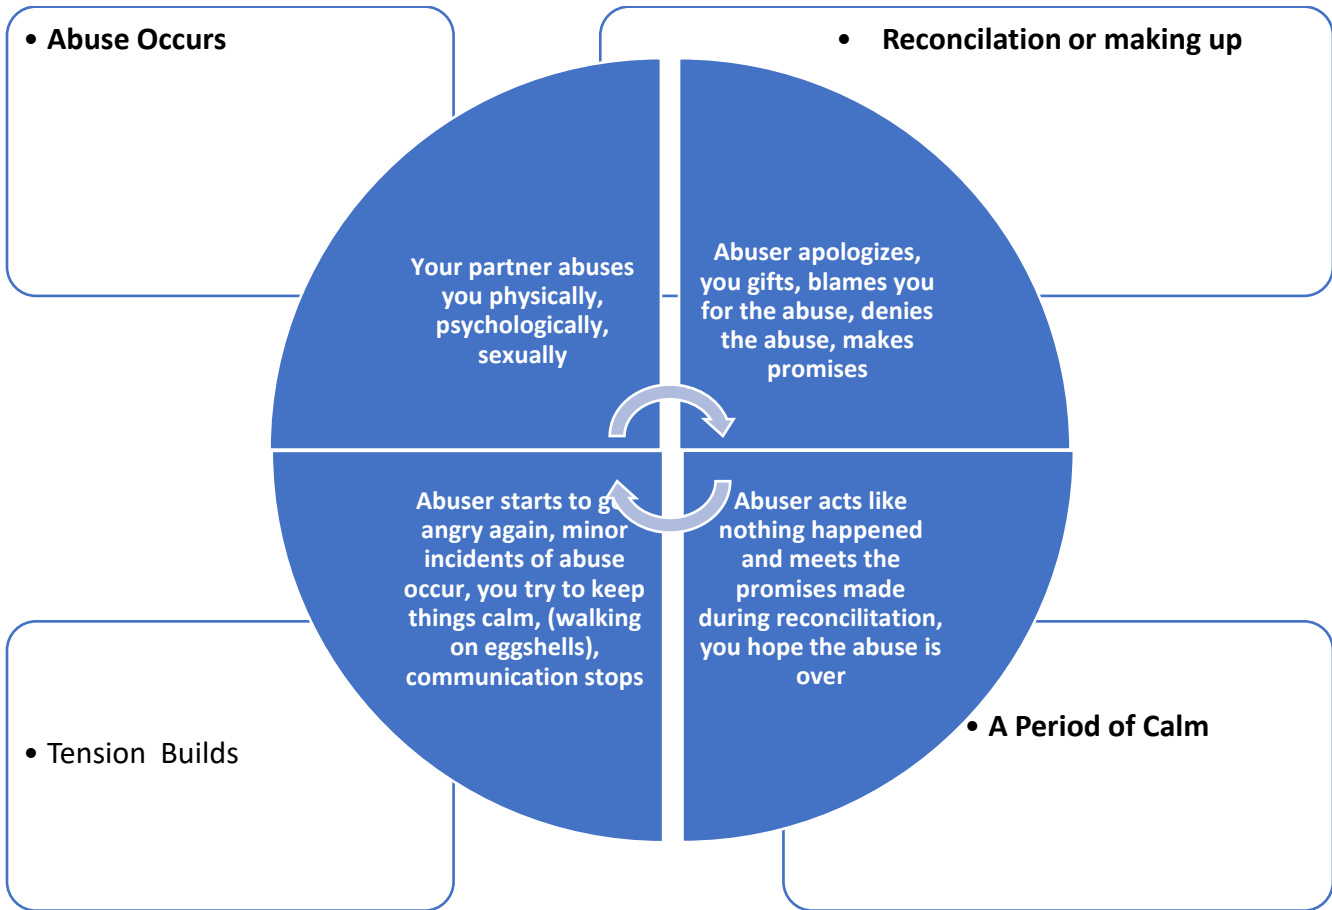 • Abuse Occurs
• Reconcilation or making up
Your partner abuses
you physically,
psychologically,
sexually
Abuser apologizes,
you gifts, blames you
for the abuse, denies
the abuse, makes
promises
Abuser starts to
angry again, minor
incidents of abuse
occur, you try to keep
things calm, (walking
on eggshells),
communication stops
Abuser acts like
nothing happened
and meets the
promises made
during reconcilitation,
you hope the abuse is
over
• Tension Builds
• A Period of Calm